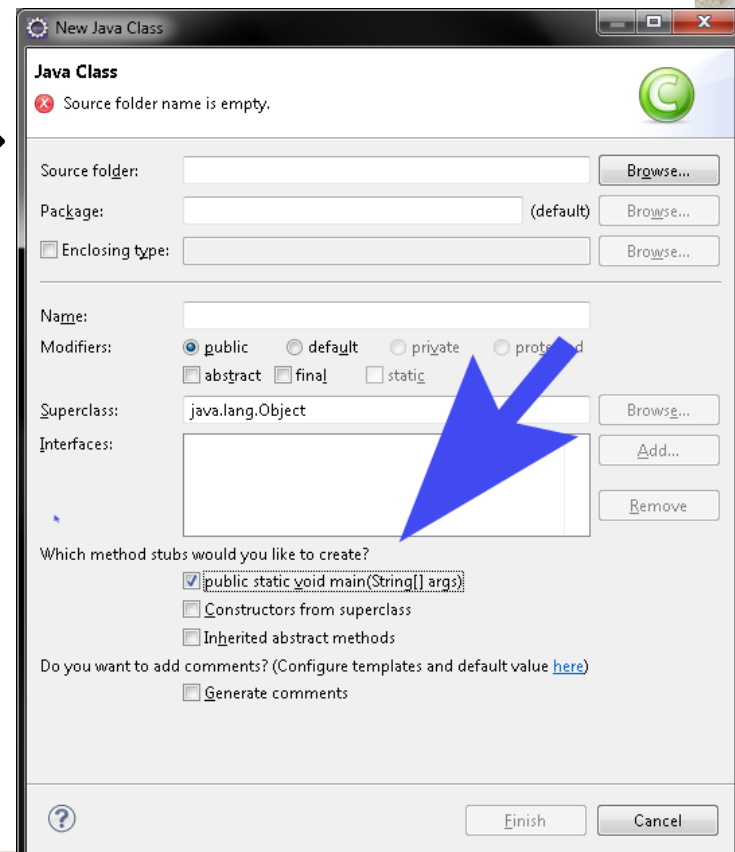 New Java Class
Java Class
Source folder name is empty.
Source folder: Browse...
Package: (default) Browse...
Enclosing type: Browse...
Name:
Modifiers: public default private
abstract final static
Superclass: java.lang.Object Browse...
Interfaces: Add...
Remove
Which method stubs would you like to create?
public static void main(String[] args)
Constructors from superclass
Inherited abstract methods
Do you want to add comments? (Configure templates and default value here)
Generate comments
? Finish Cancel